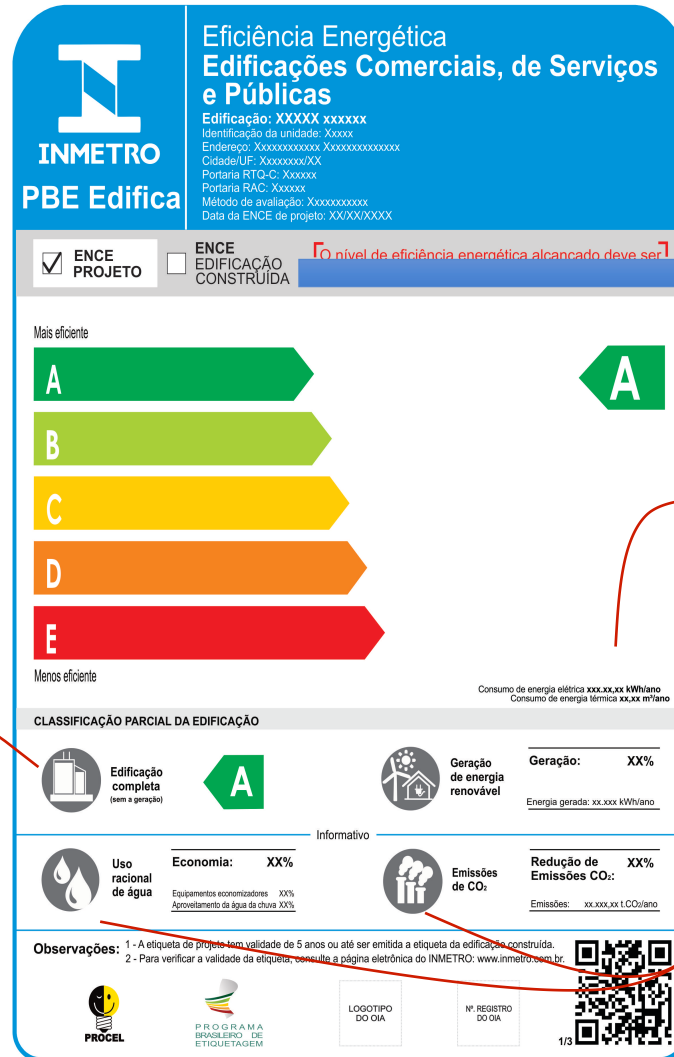 INMETRO
PBE Edifica
Eficiência Energética
Edificações Comerciais, de Serviços
e Públicas
Edificação: XXXXX xxxxxx
Identificação da unidade: Xxxxx
Endereço: Xxxxxxxxxxxx Xxxxxxxxxxxxx
Cidade/UF: Xxxxxxxx/XX
Portaria RTQ-C: Xxxxxx
Portaria RAC: Xxxxxx
Método de avaliação: Xxxxxxxxxx
Data da ENCE de projeto: XX/XX/XXXX
ENCE
PROJETO
ENCE
EDIFICAÇÃO
CONSTRUÍDA
O nível de eficiência energética alcançado deve ser
Mais eficiente
A
A
B
C
D
E
Menos eficiente
Consumo de energia elétrica xxx.xx,xx kWh/ano
Consumo de energia térmica xx,xx m³/ano
CLASSIFICAÇÃO PARCIAL DA EDIFICAÇÃO
Edificação
completa
(sem a geração)
A
Geração
de energia
renovável
Geração: XX%
Energia gerada: xx.xxx kWh/ano
Informativo
Uso
racional
de água
Economia: XX%
Equipamentos economizadores XX%
Aproveitamento da água da chuva XX%
Emissões
de CO₂
Redução de XX%
Emissões CO₂:
Emissões: xx.xxx,xx t.CO₂/ano
Observações: 1 - A etiqueta de projeto tem validade de 5 anos ou até ser emitida a etiqueta da edificação construída.
2 - Para verificar a validade da etiqueta, consulte a página eletrônica do INMETRO: www.inmetro.com.br.
PROCEL
PROGRAMA
BRASILEIRO DE
ETIQUETAGEM
LOGOTIPO
DO OIA
Nº. REGISTRO
DO OIA
1/3